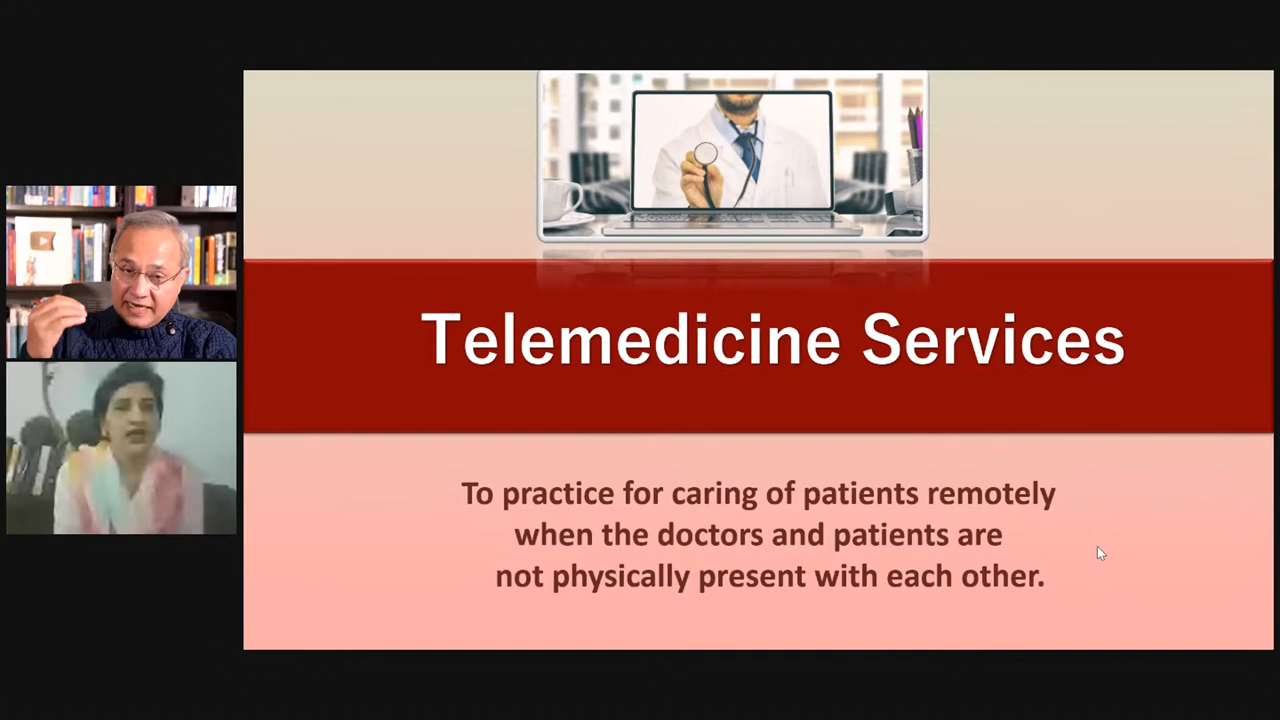 Telemedicine Services
To practice for caring of patients remotely
when the doctors and patients are
not physically present with each other.